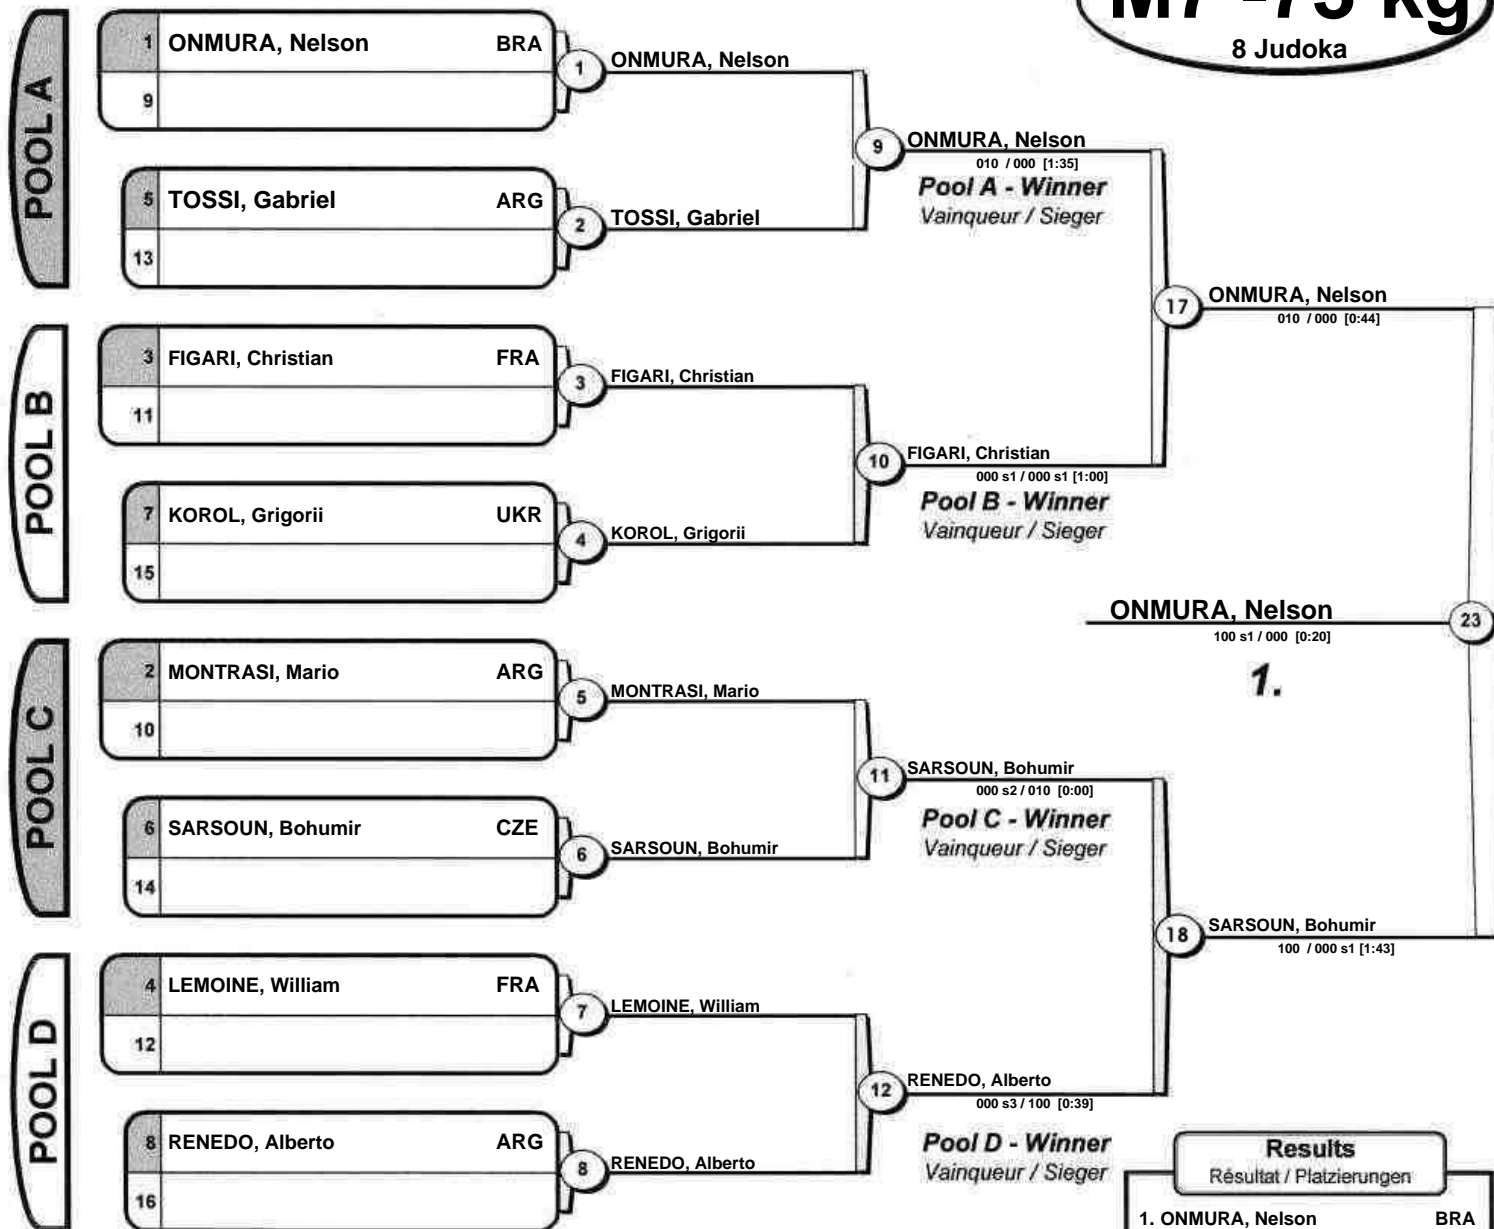 M7 -73 kg
8 Judoka
POOL A
1 ONMURA, Nelson BRA
9
5 TOSSI, Gabriel ARG
13
1 ONMURA, Nelson
2 TOSSI, Gabriel
9 ONMURA, Nelson
010 / 000 [1:35]
Pool A - Winner
Vainqueur / Sieger
POOL B
3 FIGARI, Christian FRA
11
7 KOROL, Grigorii UKR
15
3 FIGARI, Christian
4 KOROL, Grigorii
10 FIGARI, Christian
000 s1 / 000 s1 [1:00]
Pool B - Winner
Vainqueur / Sieger
17 ONMURA, Nelson
010 / 000 [0:44]
ONMURA, Nelson 23
100 s1 / 000 [0:20]
1.
POOL C
2 MONTRASI, Mario ARG
10
6 SARSOUN, Bohumir CZE
14
5 MONTRASI, Mario
6 SARSOUN, Bohumir
11 SARSOUN, Bohumir
000 s2 / 010 [0:00]
Pool C - Winner
Vainqueur / Sieger
18 SARSOUN, Bohumir
100 / 000 s1 [1:43]
POOL D
4 LEMOINE, William FRA
12
8 RENEDO, Alberto ARG
16
7 LEMOINE, William
8 RENEDO, Alberto
12 RENEDO, Alberto
000 s3 / 100 [0:39]
Pool D - Winner
Vainqueur / Sieger
Results
Résultat / Platzierungen
1. ONMURA, Nelson BRA